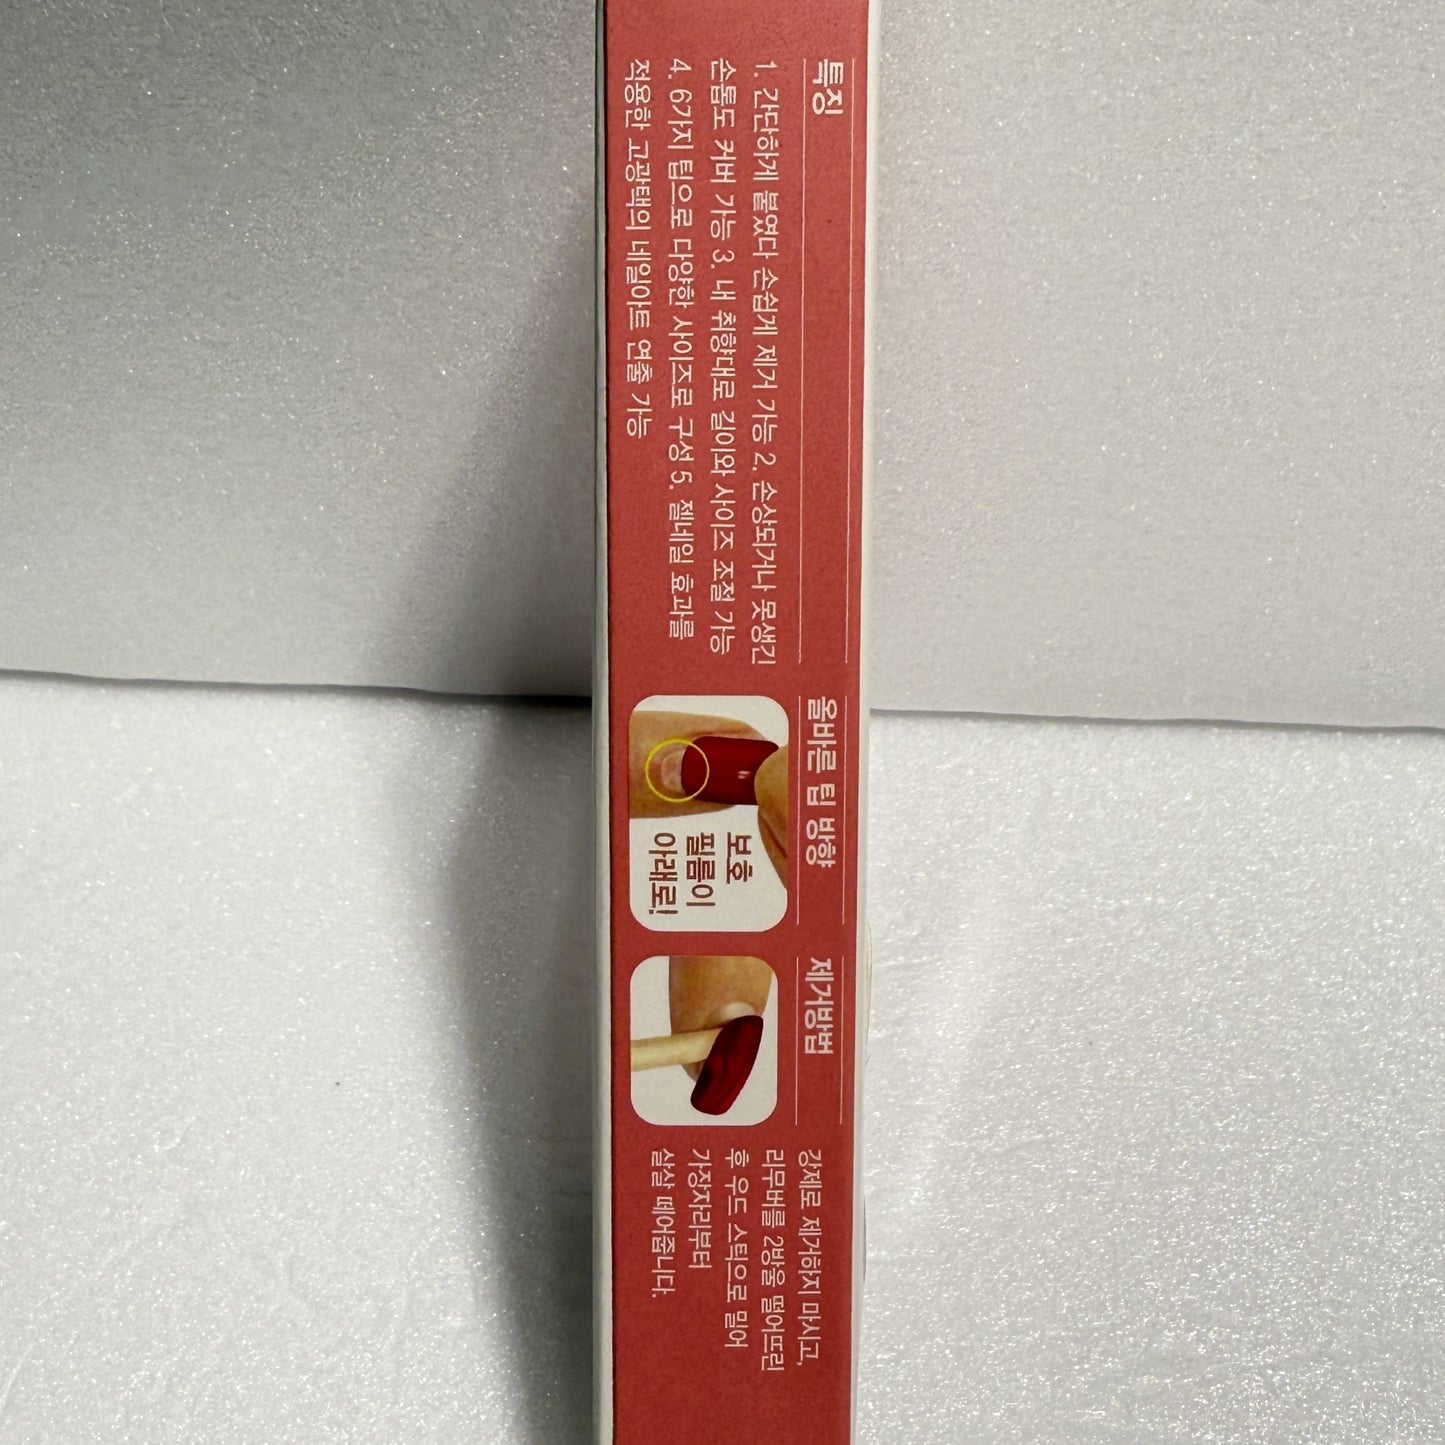 특징
1. 간단하게 붙였다 손쉽게 제거 가능 2. 손상되거나 못생긴
손톱도 커버 가능 3. 내 취향대로 길이와 사이즈 조절 가능
4. 6가지 팁으로 다양한 사이즈로 구성 5. 젤네일 효과를
적용한 고광택의 네일아트 연출 가능
올바른 팁 방향
보호
필름이
아래로!
제거방법
강제로 제거하지 마시고,
리무버를 2방울 떨어뜨린
후 우드 스틱으로 밀어
가장자리부터
살살 떼어줍니다.